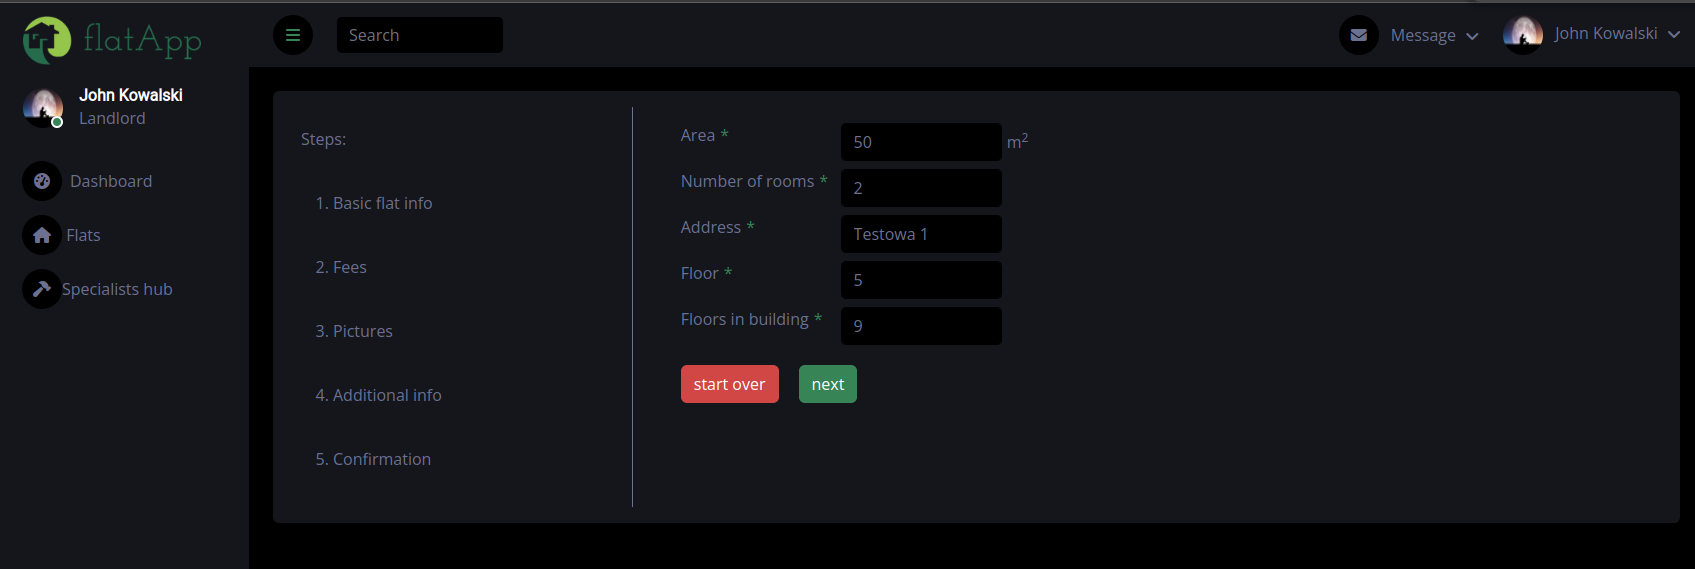 flatApp
Search
Message
John Kowalski
John Kowalski
Landlord
Dashboard
Flats
Specialists hub
Steps:
1. Basic flat info
2. Fees
3. Pictures
4. Additional info
5. Confirmation
Area *
50
m²
Number of rooms *
2
Address *
Testowa 1
Floor *
5
Floors in building *
9
start over
next